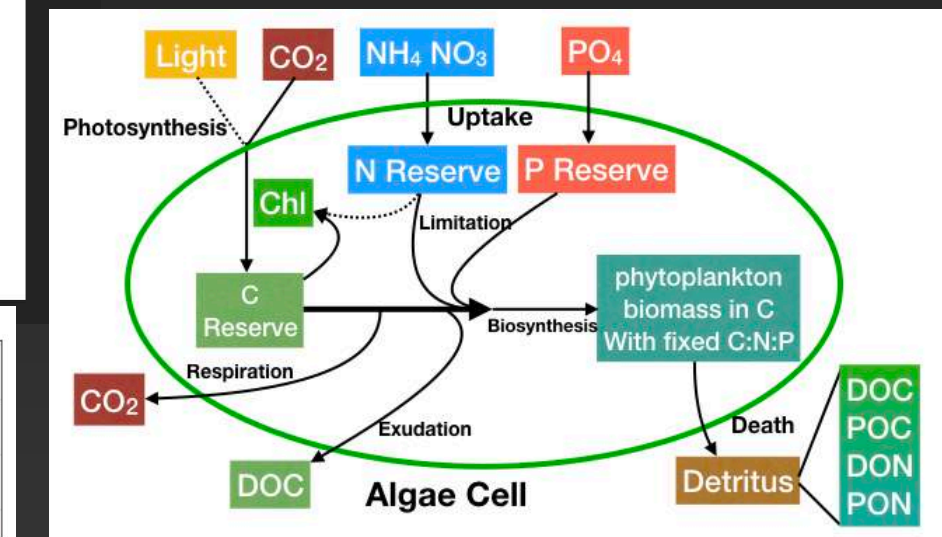 Light
CO₂
NH₄ NO₃
PO₄
Photosynthesis
Uptake
N Reserve
P Reserve
Chl
Limitation
C
Reserve
phytoplankton
biomass in C
With fixed C:N:P
Biosynthesis
Respiration
CO₂
Exudation
DOC
Algae Cell
Death
Detritus
DOC
POC
DON
PON